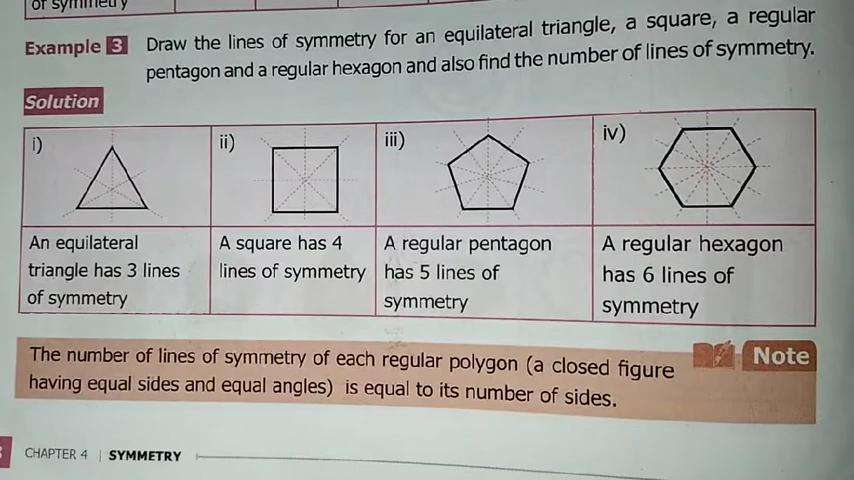 of symmetry
Example 3 Draw the lines of symmetry for an equilateral triangle, a square, a regular
pentagon and a regular hexagon and also find the number of lines of symmetry.
Solution
i)
ii)
iii)
iv)
An equilateral
triangle has 3 lines
of symmetry
A square has 4
lines of symmetry
A regular pentagon
has 5 lines of
symmetry
A regular hexagon
has 6 lines of
symmetry
Note
The number of lines of symmetry of each regular polygon (a closed figure
having equal sides and equal angles) is equal to its number of sides.
CHAPTER 4 | SYMMETRY